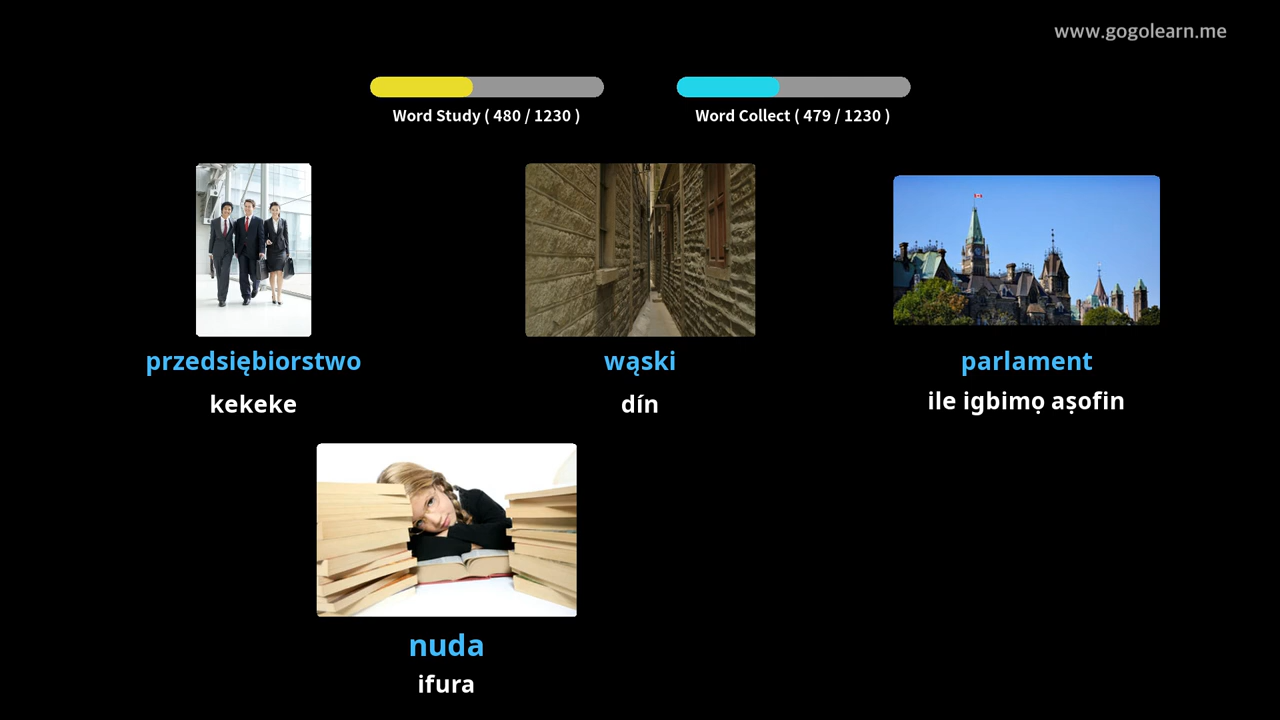 www.gogolearn.me
Word Study ( 480 / 1230 )
Word Collect ( 479 / 1230 )
przedsiębiorstwo
wąski
parlament
kekeke
dín
ile igbimọ aṣofin
nuda
ifura